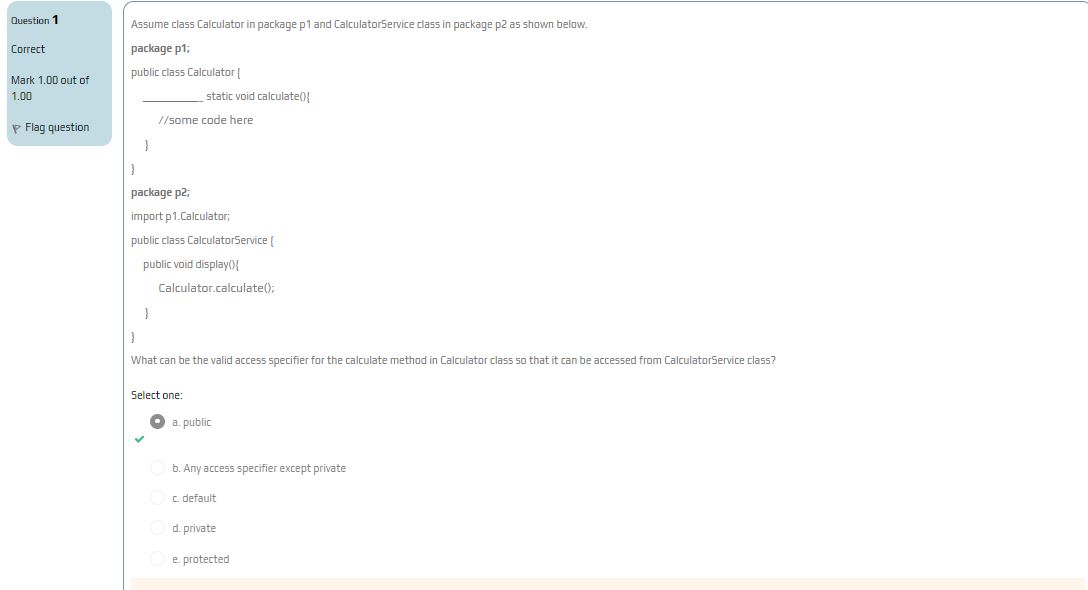 Question 1
Correct
Mark 1.00 out of
1.00
Flag question
Assume class Calculator in package p1 and CalculatorService class in package p2 as shown below.
package p1;
public class Calculator {
___________ static void calculate(){
//some code here
}
}
package p2;
import p1.Calculator;
public class CalculatorService {
public void display(){
Calculator.calculate();
}
}
What can be the valid access specifier for the calculate method in Calculator class so that it can be accessed from CalculatorService class?
Select one:
a. public
b. Any access specifier except private
c. default
d. private
e. protected